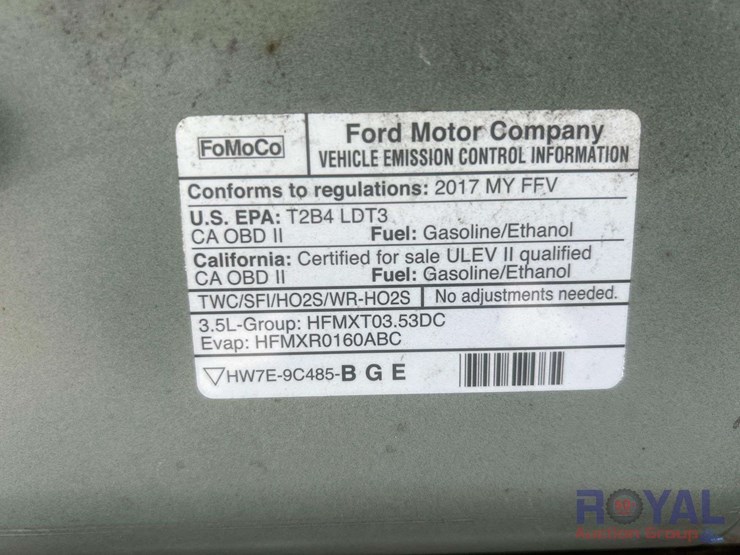 FoMoCo
Ford Motor Company
VEHICLE EMISSION CONTROL INFORMATION
Conforms to regulations: 2017 MY FFV
U.S. EPA: T2B4 LDT3
CA OBD II Fuel: Gasoline/Ethanol
California: Certified for sale ULEV II qualified
CA OBD II Fuel: Gasoline/Ethanol
TWC/SFI/HO2S/WR-HO2S No adjustments needed.
3.5L-Group: HFMXT03.53DC
Evap: HFMXR0160ABC
HW7E-9C485-B G E
ROYAL
Auction Group